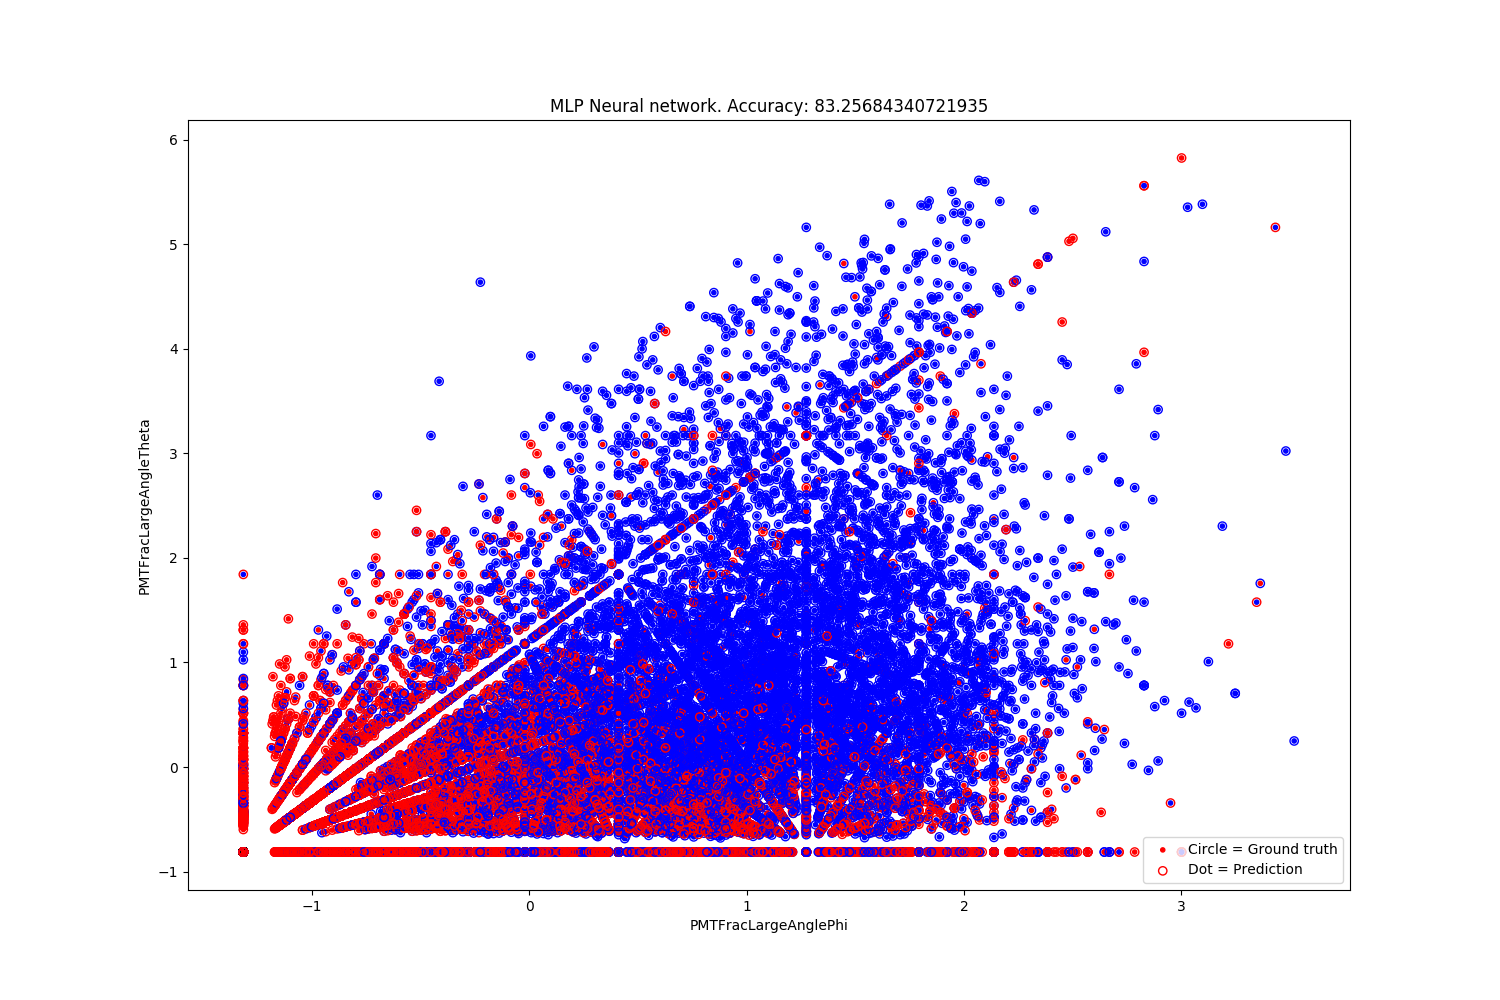 MLP Neural network. Accuracy: 83.25684340721935
6
5
4
3
2
1
0
−1
PMTFracLargeAngleTheta
−1
0
1
2
3
PMTFracLargeAnglePhi
Circle = Ground truth
Dot = Prediction